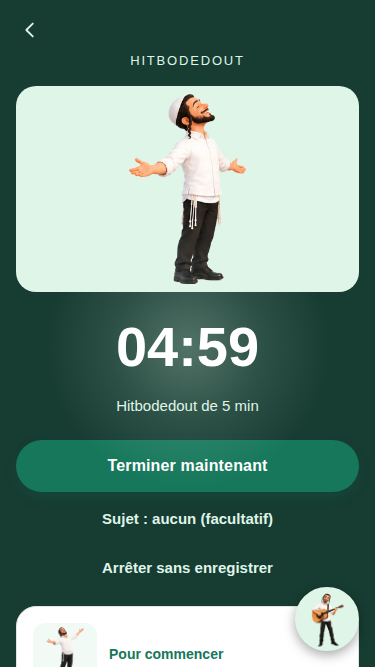 HITBODEDOUT
04:59
Hitbodedout de 5 min
Terminer maintenant
Sujet : aucun (facultatif)
Arrêter sans enregistrer
Pour commencer